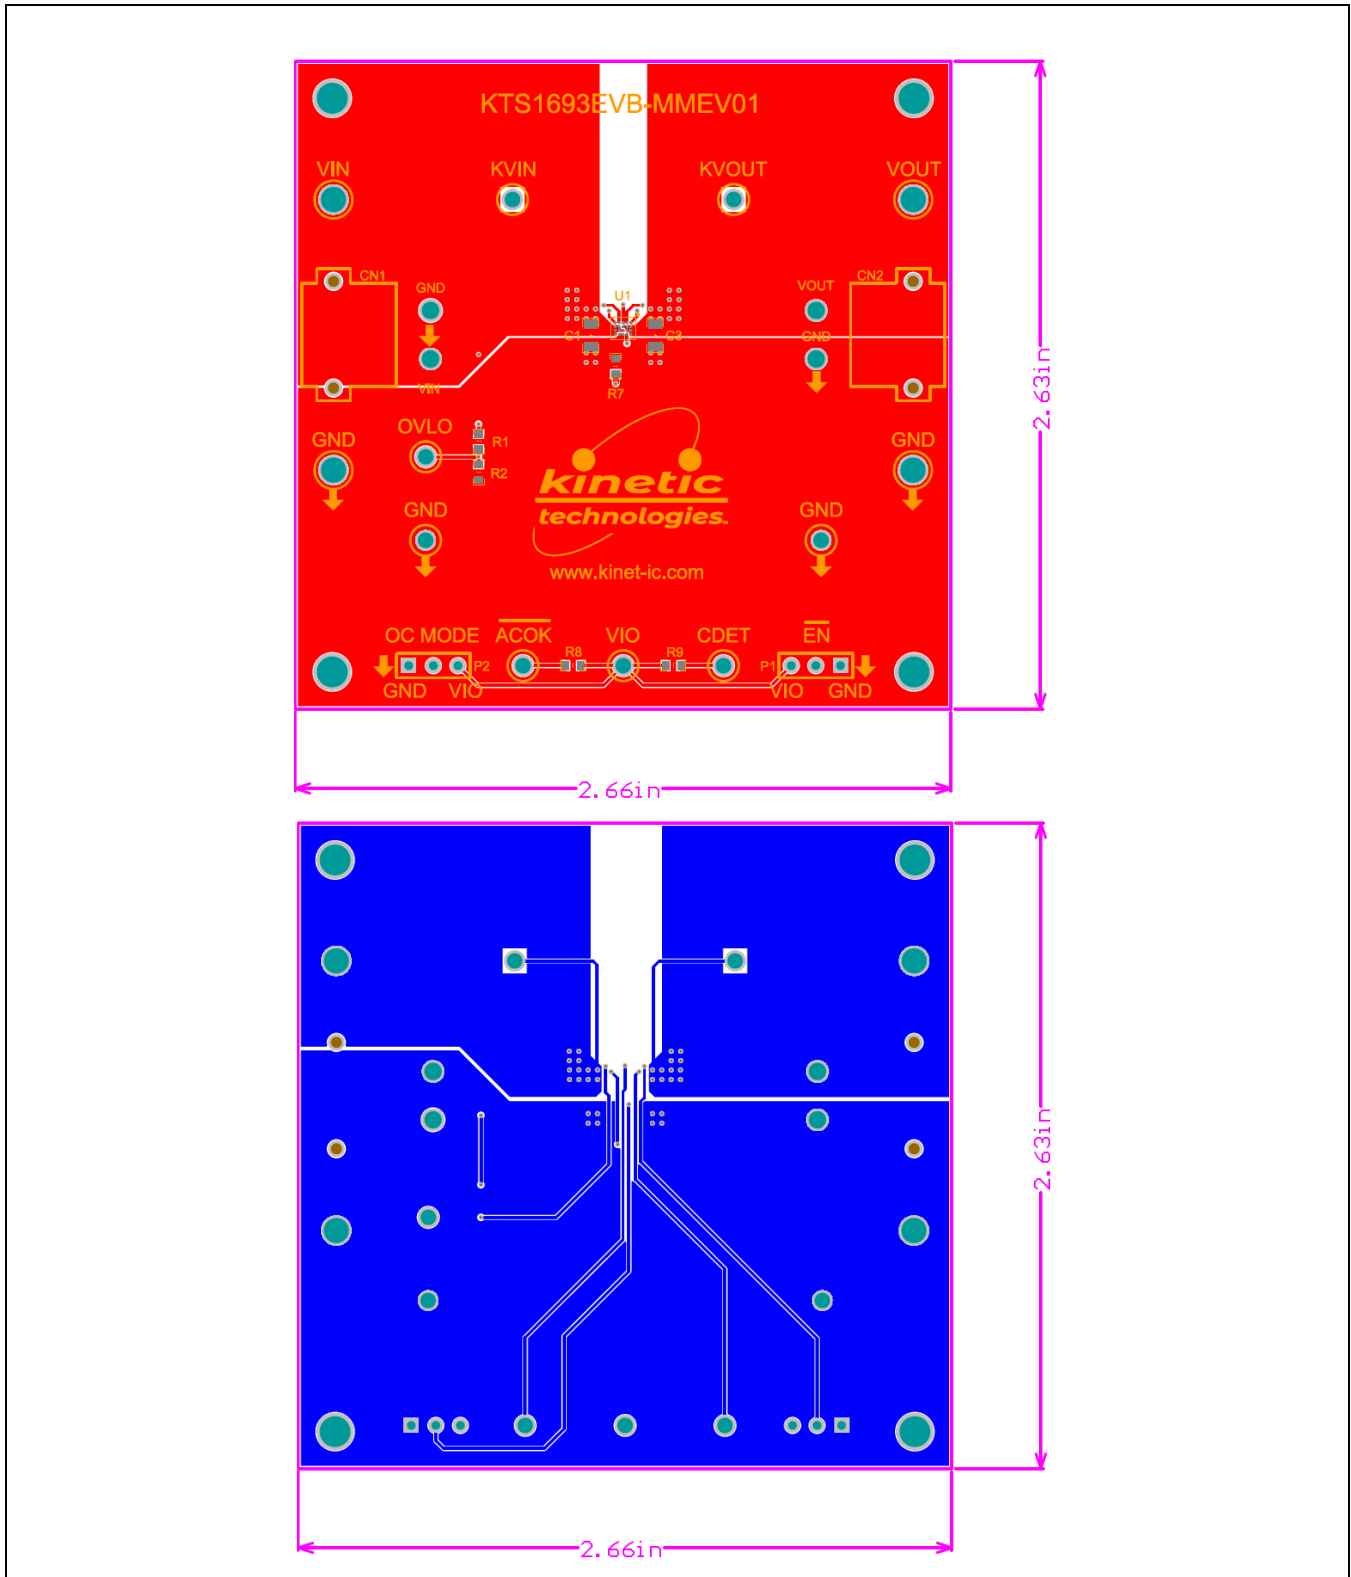 KTS1693EVB-MMEV01
VIN KVIN KVOUT VOUT
CN1 GND U1 VOUT CN2
C1 C3 GND
VIN R7
2.63in
OVLO R1
GND R2 GND
kinetic
technologies™
GND GND
www.kinet-ic.com
OC MODE ACOK VIO CDET EN
R8 R9
P2 P1
GND VIO VIO GND
2.66in
2.63in
2.66in